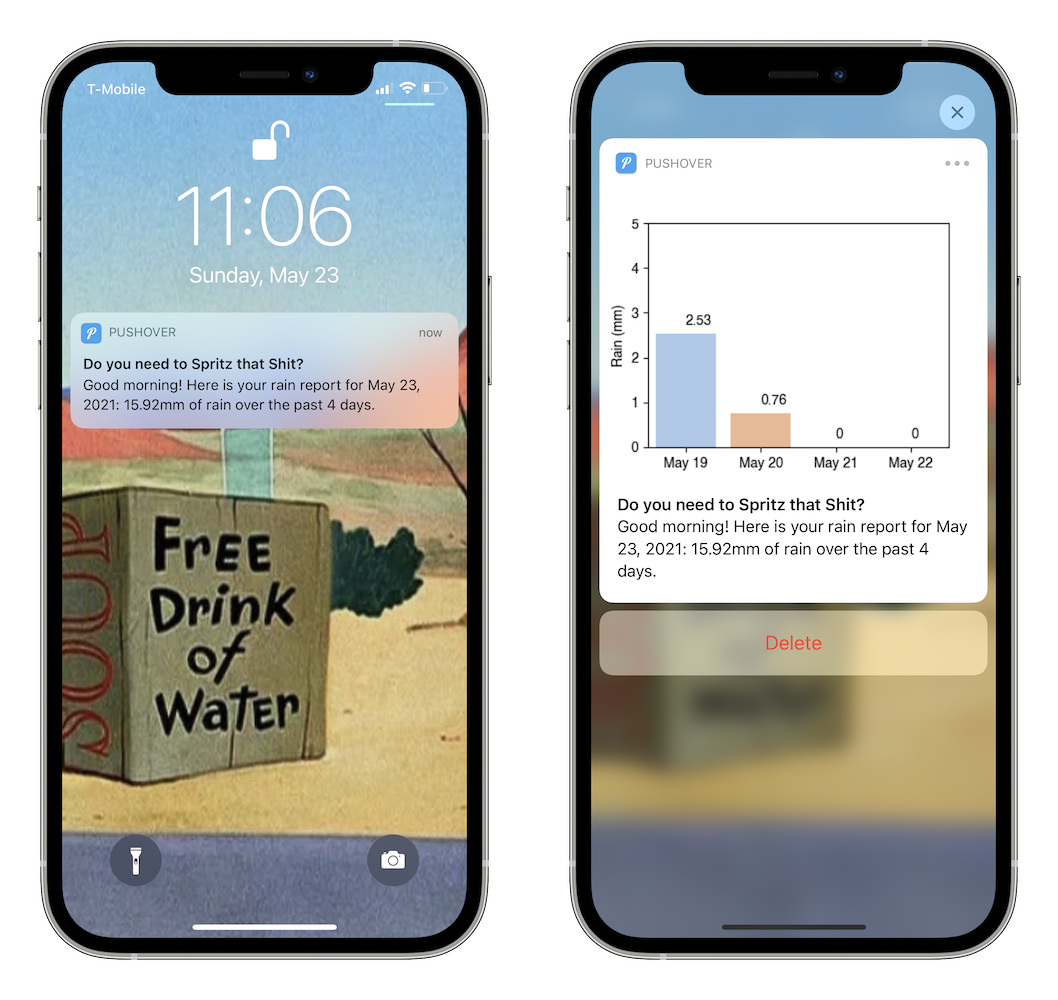 T-Mobile
11:06
Sunday, May 23
PUSHOVER
now
Do you need to Spritz that Shit?
Good morning! Here is your rain report for May 23,
2021: 15.92mm of rain over the past 4 days.
SOUP
FrEE
Drink
of
WaTEr
PUSHOVER
5
4
3
2
1
0
Rain (mm)
2.53
0.76
0
0
May 19
May 20
May 21
May 22
Do you need to Spritz that Shit?
Good morning! Here is your rain report for May
23, 2021: 15.92mm of rain over the past 4
days.
Delete